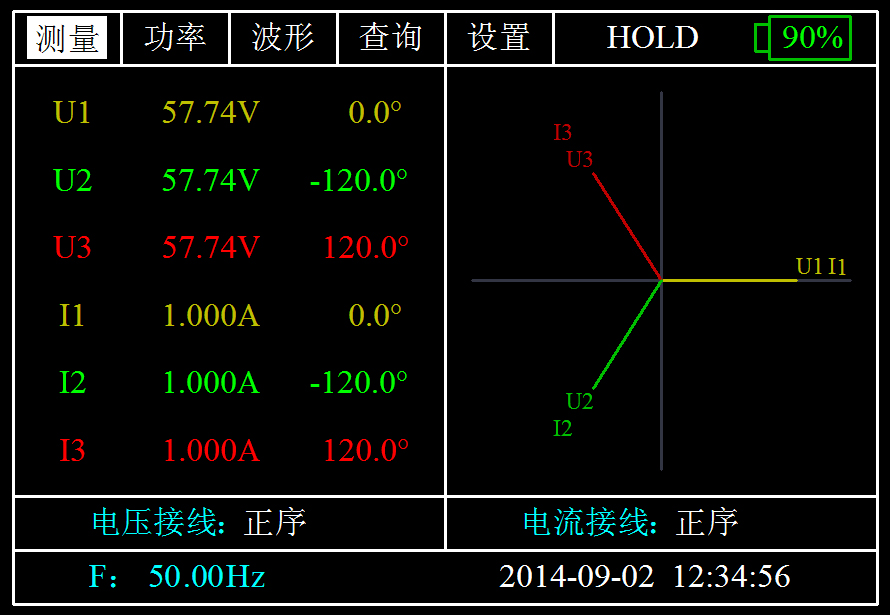 测量 功率 波形 查询 设置 HOLD 90%
U1 57.74V 0.0°
U2 57.74V -120.0°
U3 57.74V 120.0°
I1 1.000A 0.0°
I2 1.000A -120.0°
I3 1.000A 120.0°
I3
U3
U1 I1
U2
I2
电压接线：正序 电流接线：正序
F： 50.00Hz 2014-09-02 12:34:56